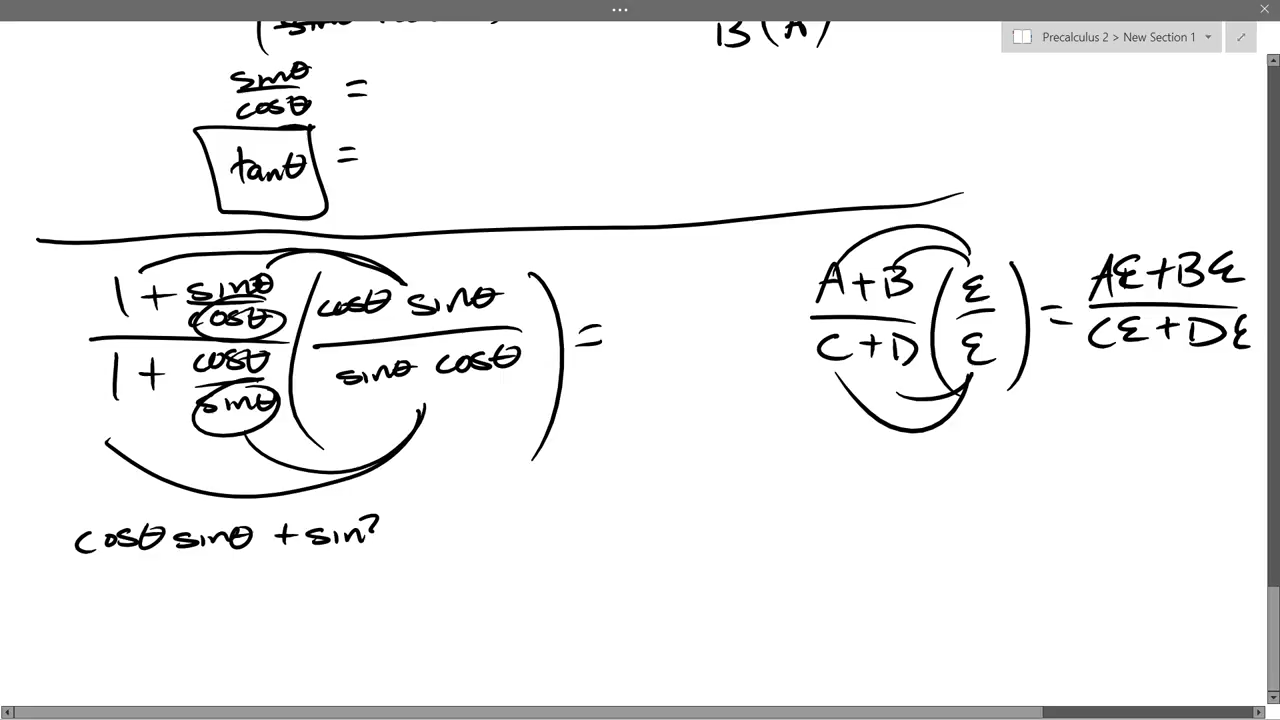 Precalculus 2 > New Section 1
B(A)
sinθ/cosθ =
tanθ =
(1 + sinθ/cosθ)/(1 + cosθ/sinθ) (cosθ sinθ/sinθ cosθ) =
(A+B)/(C+D) (ε/ε) = (Aε+Bε)/(Cε+Dε)
cosθ sinθ + sin²